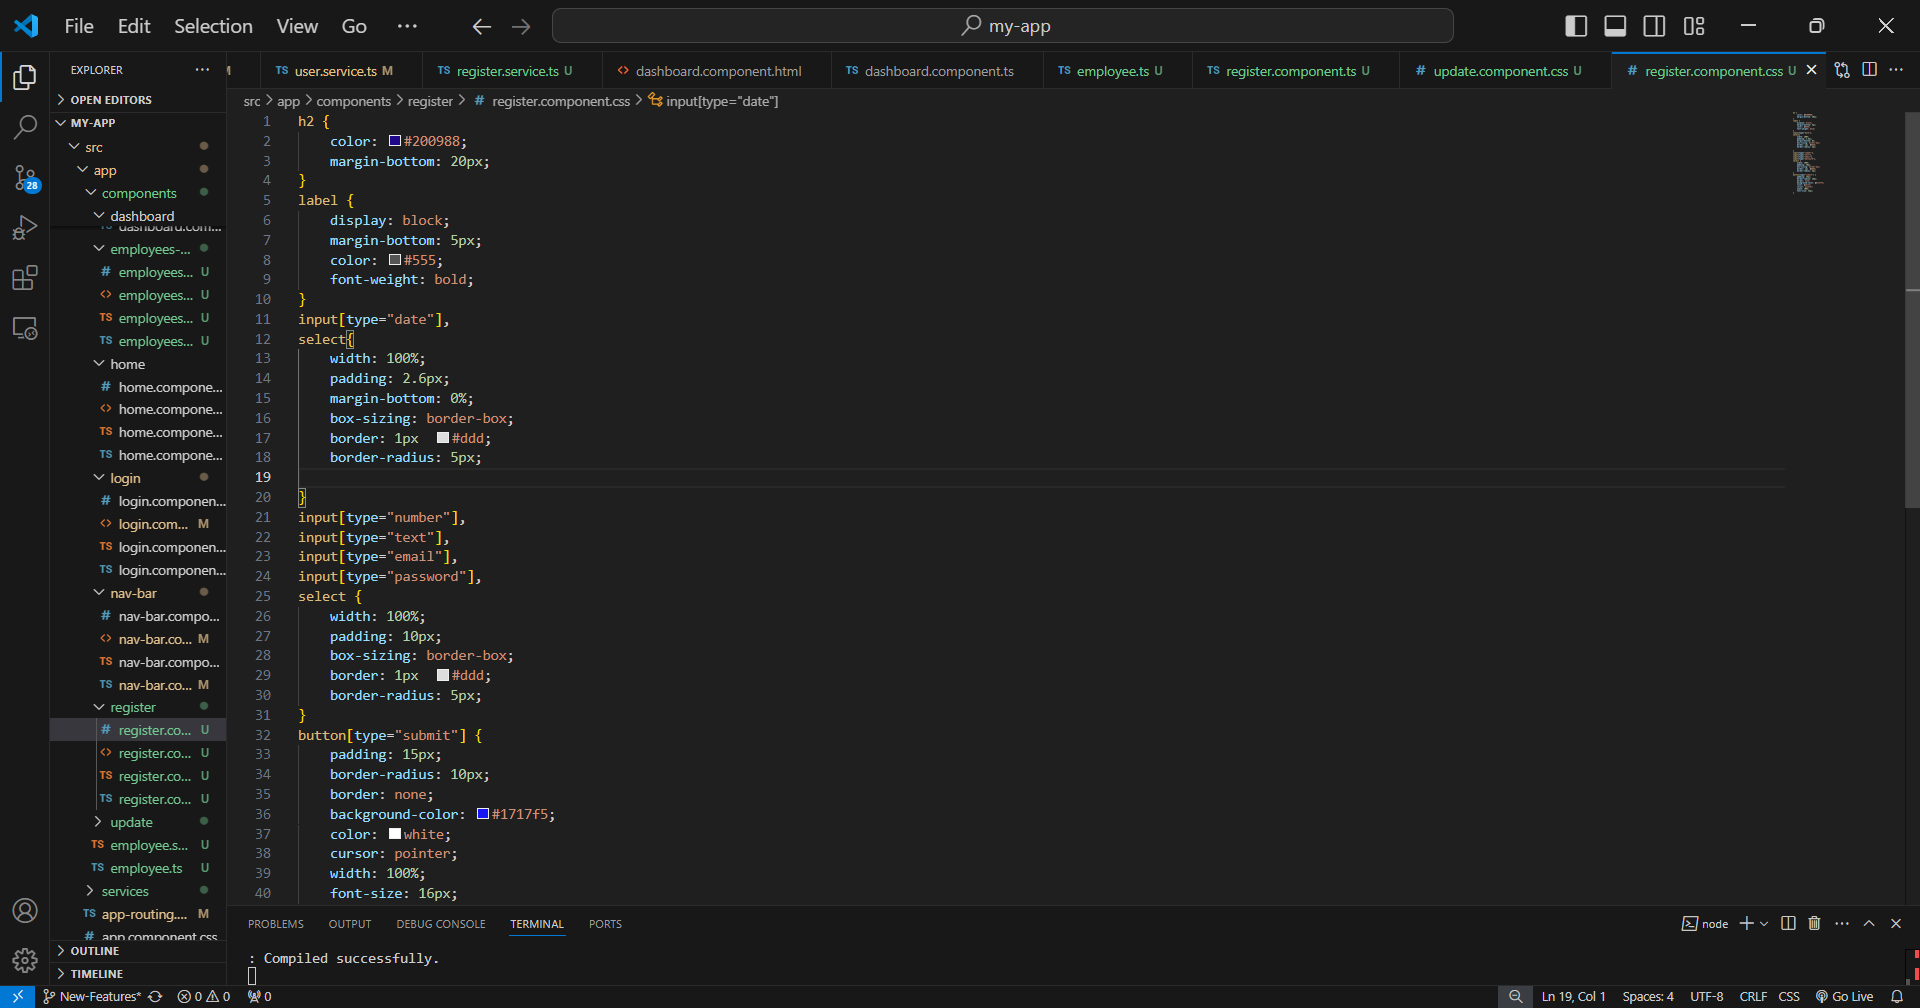 File Edit Selection View Go ··· my-app
EXPLORER ···
OPEN EDITORS
MY-APP
src
app
components
dashboard
dashboard.com...
employees-...
employees... U
employees... U
employees... U
employees... U
home
home.compone...
home.compone...
home.compone...
home.compone...
login
login.componen...
login.com... M
login.componen...
login.componen...
nav-bar
nav-bar.compo...
nav-bar.co... M
nav-bar.compo...
nav-bar.co... M
register
register.co... U
register.co... U
register.co... U
register.co... U
update
employee.s... U
employee.ts U
services
app-routing.... M
app.component.css
OUTLINE
TIMELINE
28
M TS user.service.ts M TS register.service.ts U <> dashboard.component.html TS dashboard.component.ts TS employee.ts U TS register.component.ts U # update.component.css U # register.component.css U
src > app > components > register > # register.component.css > input[type="date"]
1 h2 {
2 color: #200988;
3 margin-bottom: 20px;
4 }
5 label {
6 display: block;
7 margin-bottom: 5px;
8 color: #555;
9 font-weight: bold;
10 }
11 input[type="date"],
12 select{
13 width: 100%;
14 padding: 2.6px;
15 margin-bottom: 0%;
16 box-sizing: border-box;
17 border: 1px #ddd;
18 border-radius: 5px;
19
20 }
21 input[type="number"],
22 input[type="text"],
23 input[type="email"],
24 input[type="password"],
25 select {
26 width: 100%;
27 padding: 10px;
28 box-sizing: border-box;
29 border: 1px #ddd;
30 border-radius: 5px;
31 }
32 button[type="submit"] {
33 padding: 15px;
34 border-radius: 10px;
35 border: none;
36 background-color: #1717f5;
37 color: white;
38 cursor: pointer;
39 width: 100%;
40 font-size: 16px;
PROBLEMS OUTPUT DEBUG CONSOLE TERMINAL PORTS node
: Compiled successfully.
New-Features* 0 0 0 Ln 19, Col 1 Spaces: 4 UTF-8 CRLF CSS Go Live